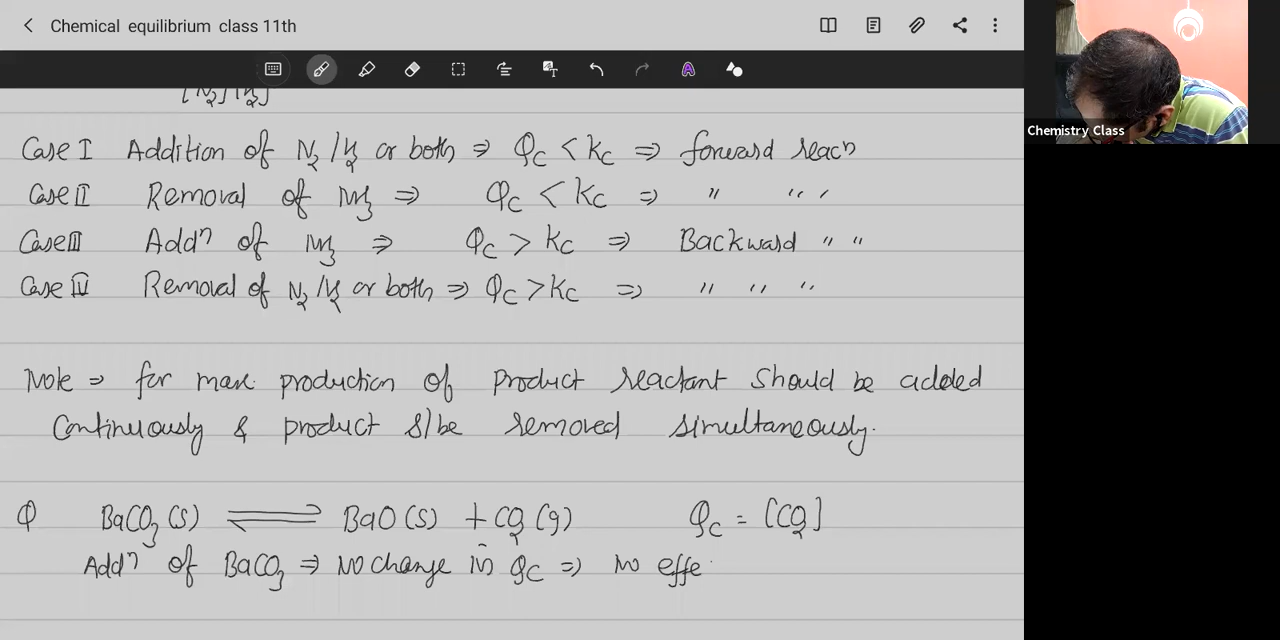 Chemical equilibrium class 11th
[N2] [H2]
Case I Addition of N2/H2 or both ⇒ Qc < Kc ⇒ forward reacn
Case II Removal of NH3 ⇒ Qc < Kc ⇒ " " "
Case III Addn of NH3 ⇒ Qc > Kc ⇒ Backward " "
Case IV Removal of N2/H2 or both ⇒ Qc > Kc ⇒ " " "
Note ⇒ for max production of product reactant should be added
Continuously & product s/be removed simultaneously.
Q BaCO3(s) ⇌ BaO(s) + CO2(g) Qc = [CO2]
Addn of BaCO3 ⇒ No change in Qc ⇒ No effe
Chemistry Class